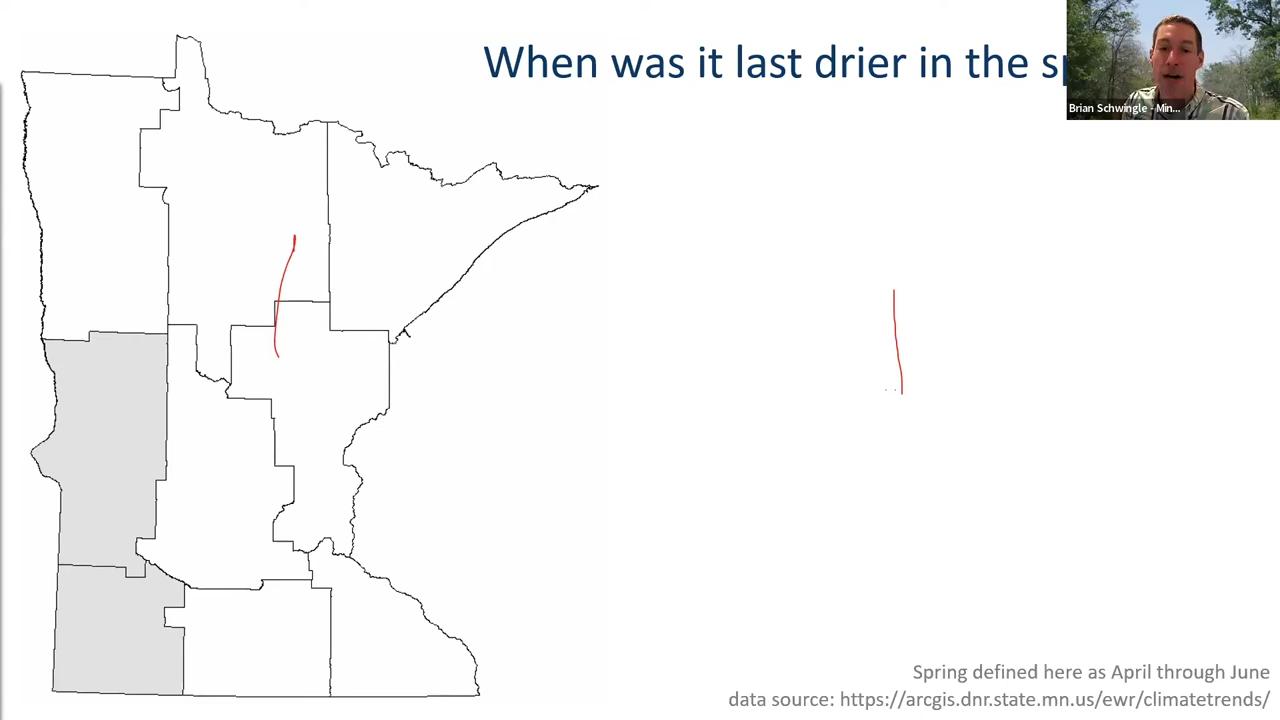 When was it last drier in the sp
Brian Schwingle - Min...
Spring defined here as April through June
data source: https://arcgis.dnr.state.mn.us/ewr/climatetrends/